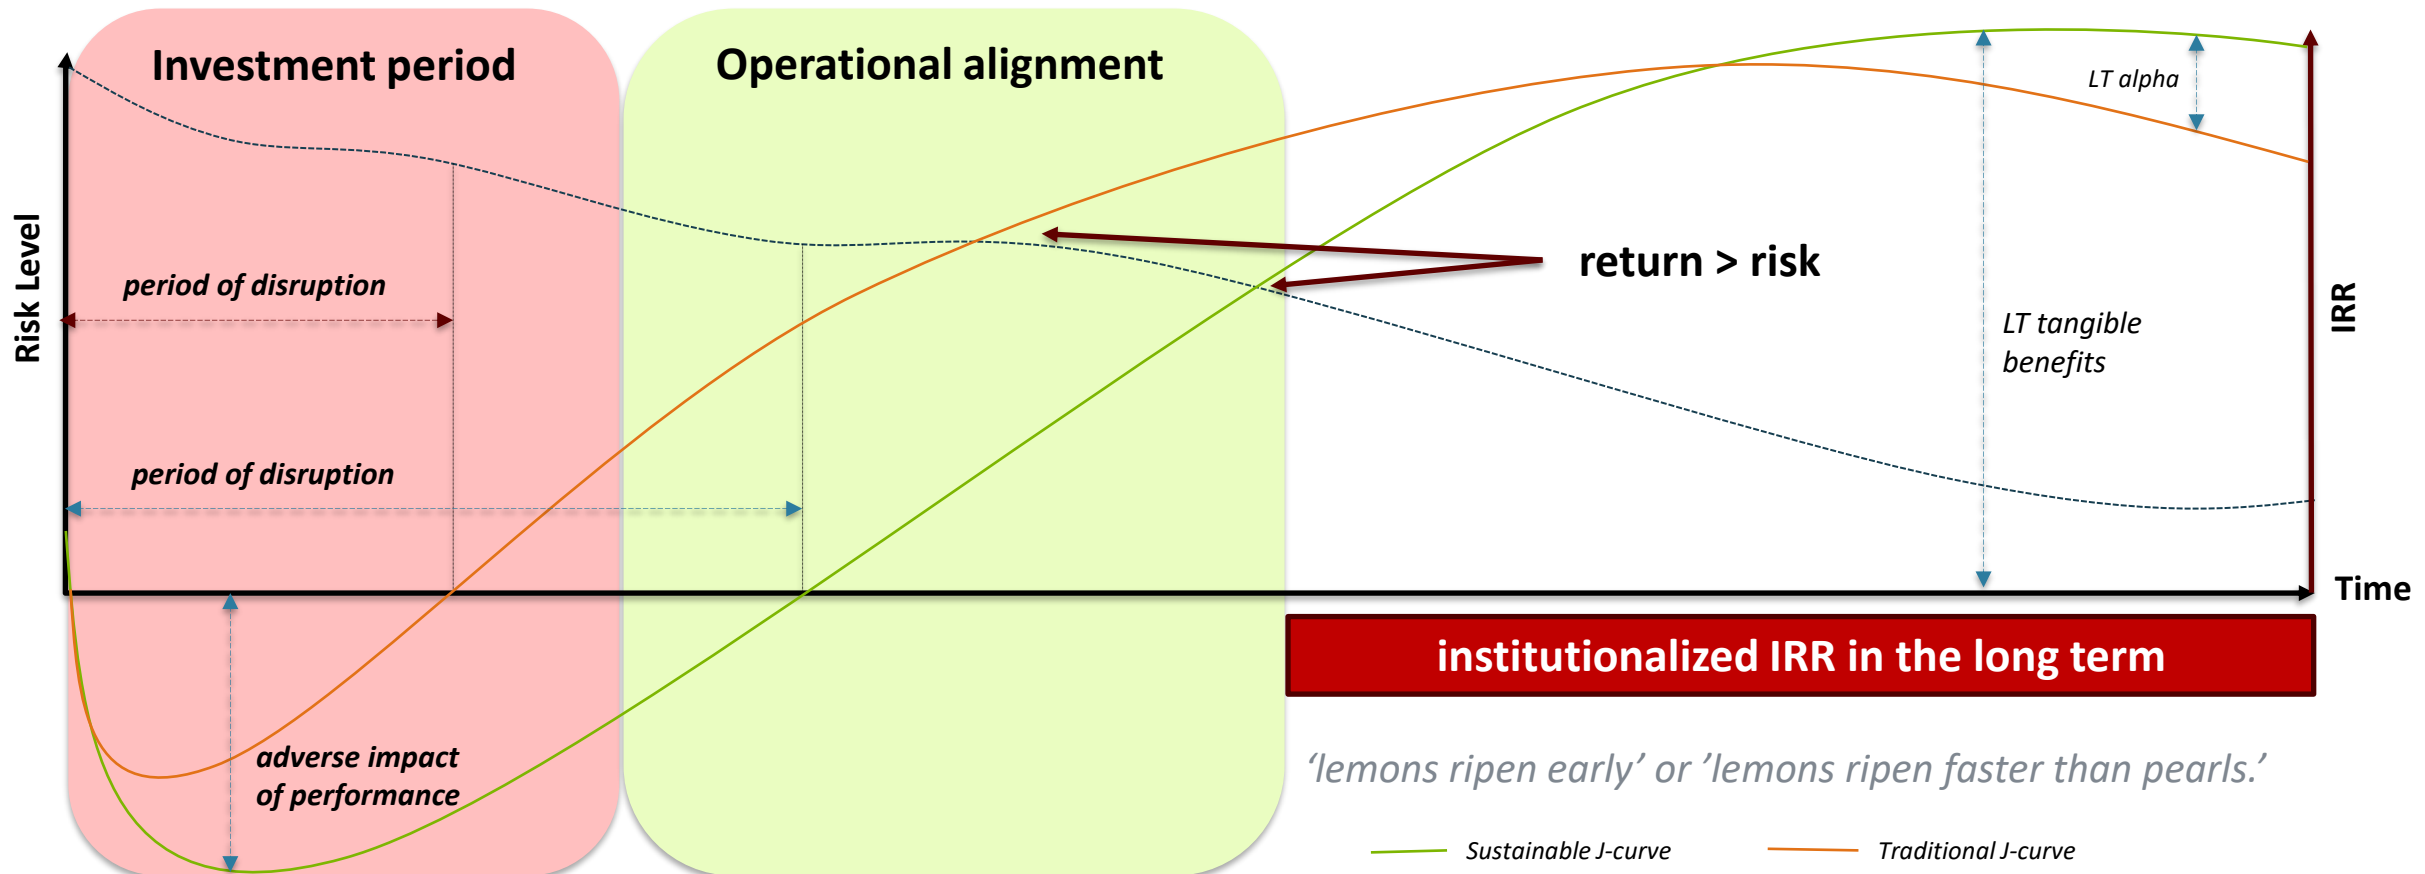 Investment period
Operational alignment
LT alpha
Risk Level
period of disruption
return > risk
IRR
LT tangible
benefits
period of disruption
Time
institutionalized IRR in the long term
adverse impact
of performance
‘lemons ripen early’ or ’lemons ripen faster than pearls.’
Sustainable J-curve
Traditional J-curve